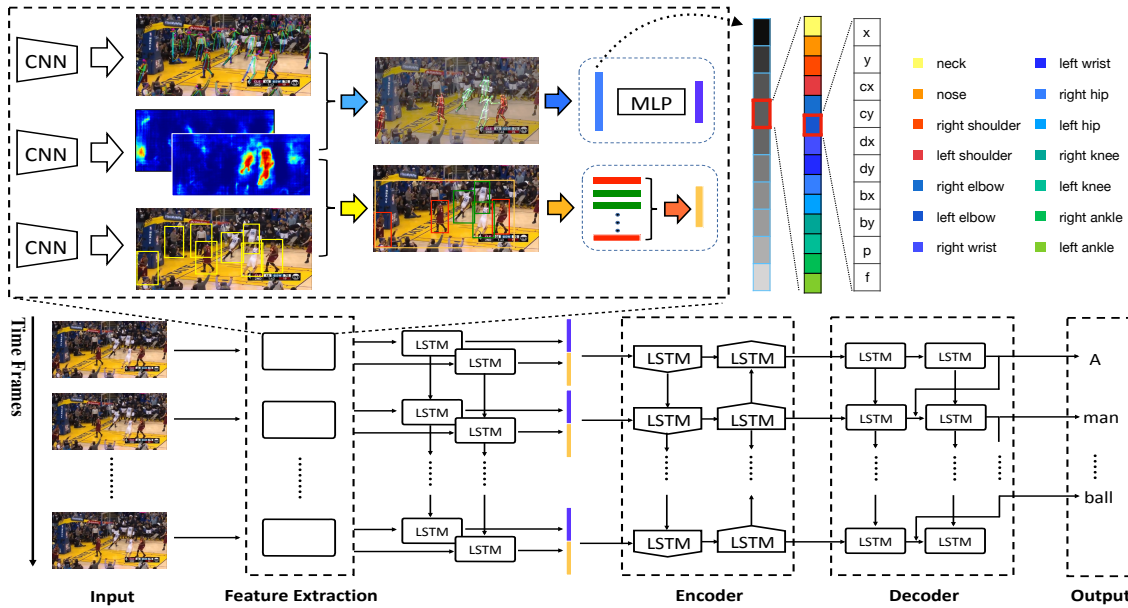 CNN
CNN
CNN
MLP
x
y
cx
cy
dx
dy
bx
by
p
f
neck
nose
right shoulder
left shoulder
right elbow
left elbow
right wrist
left wrist
right hip
left hip
right knee
left knee
right ankle
left ankle
Time Frames
LSTM
LSTM
LSTM
LSTM
LSTM
LSTM
A
LSTM
LSTM
LSTM
LSTM
LSTM
LSTM
man
ball
LSTM
LSTM
LSTM
LSTM
LSTM
LSTM
Input
Feature Extraction
Encoder
Decoder
Output